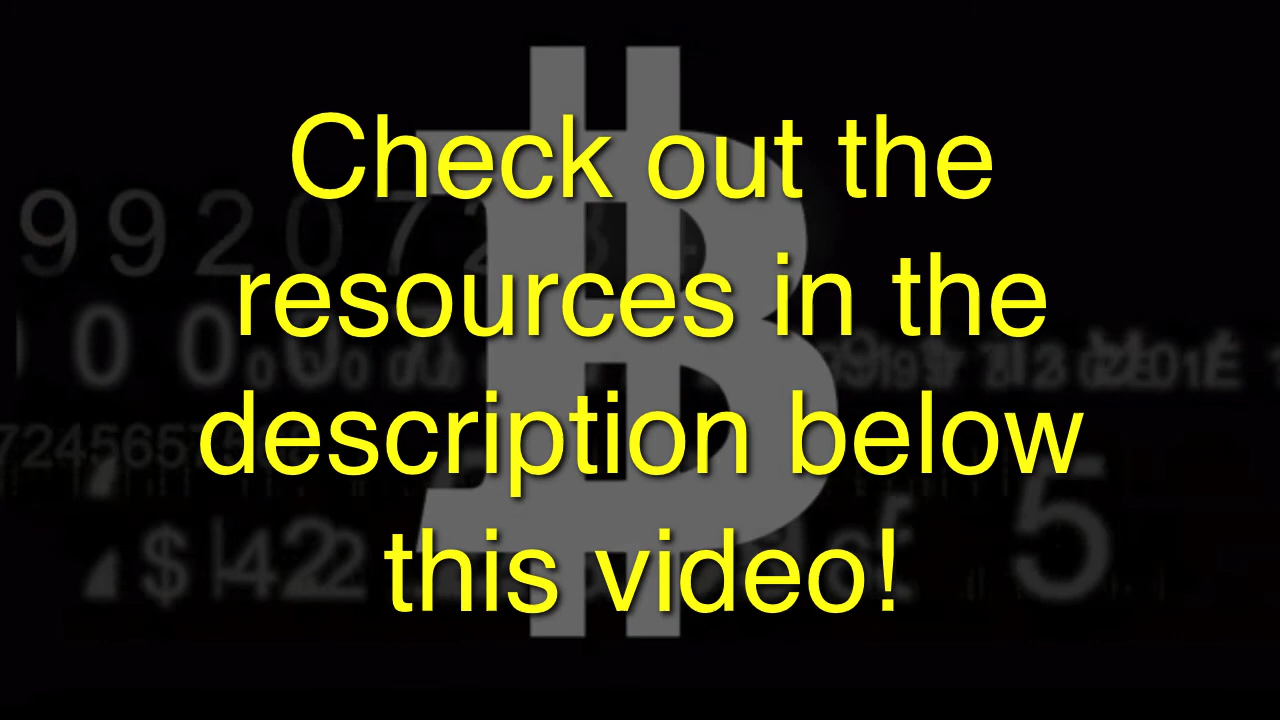 Check out the
resources in the
description below
this video!